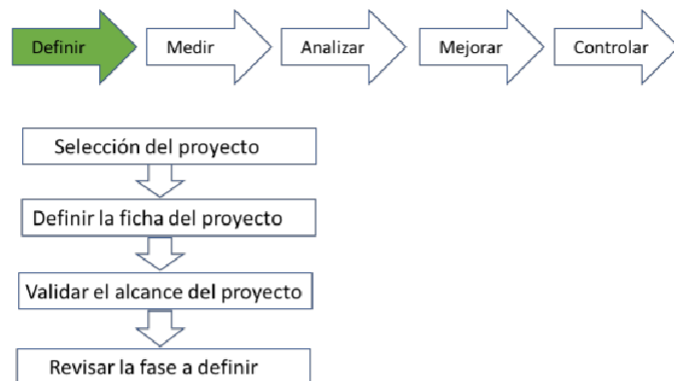 Definir
Medir
Analizar
Mejorar
Controlar
Selección del proyecto
Definir la ficha del proyecto
Validar el alcance del proyecto
Revisar la fase a definir